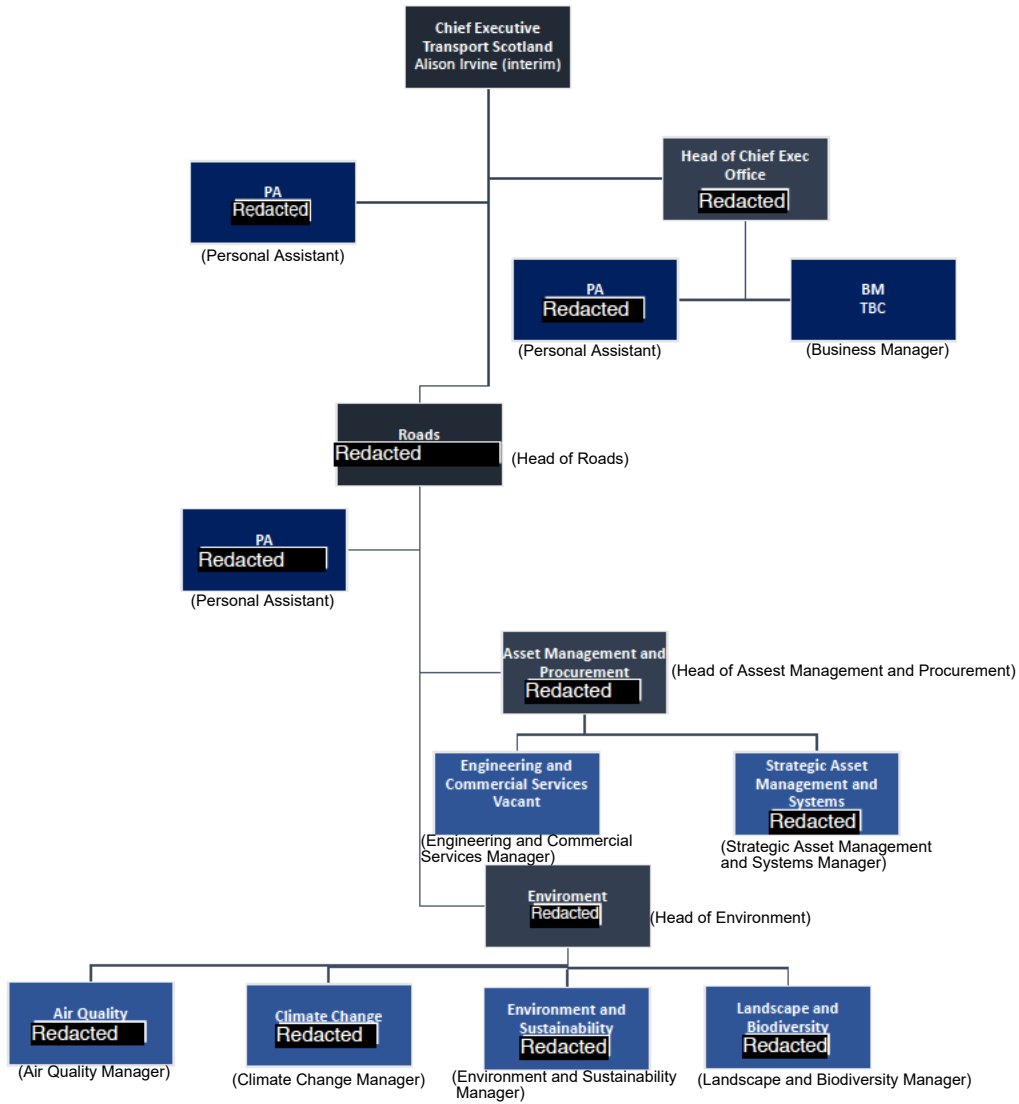 Chief Executive
Transport Scotland
Alison Irvine (interim)
Head of Chief Exec
Office
Redacted
PA
Redacted
(Personal Assistant)
PA
Redacted
(Personal Assistant)
BM
TBC
(Business Manager)
Roads
Redacted
(Head of Roads)
PA
Redacted
(Personal Assistant)
Asset Management and
Procurement
Redacted
(Head of Assest Management and Procurement)
Engineering and
Commercial Services
Vacant
(Engineering and Commercial
Services Manager)
Strategic Asset
Management and
Systems
Redacted
(Strategic Asset Management
and Systems Manager)
Enviroment
Redacted
(Head of Environment)
Air Quality
Redacted
(Air Quality Manager)
Climate Change
Redacted
(Climate Change Manager)
Environment and
Sustainability
Redacted
(Environment and Sustainability
Manager)
Landscape and
Biodiversity
Redacted
(Landscape and Biodiversity Manager)